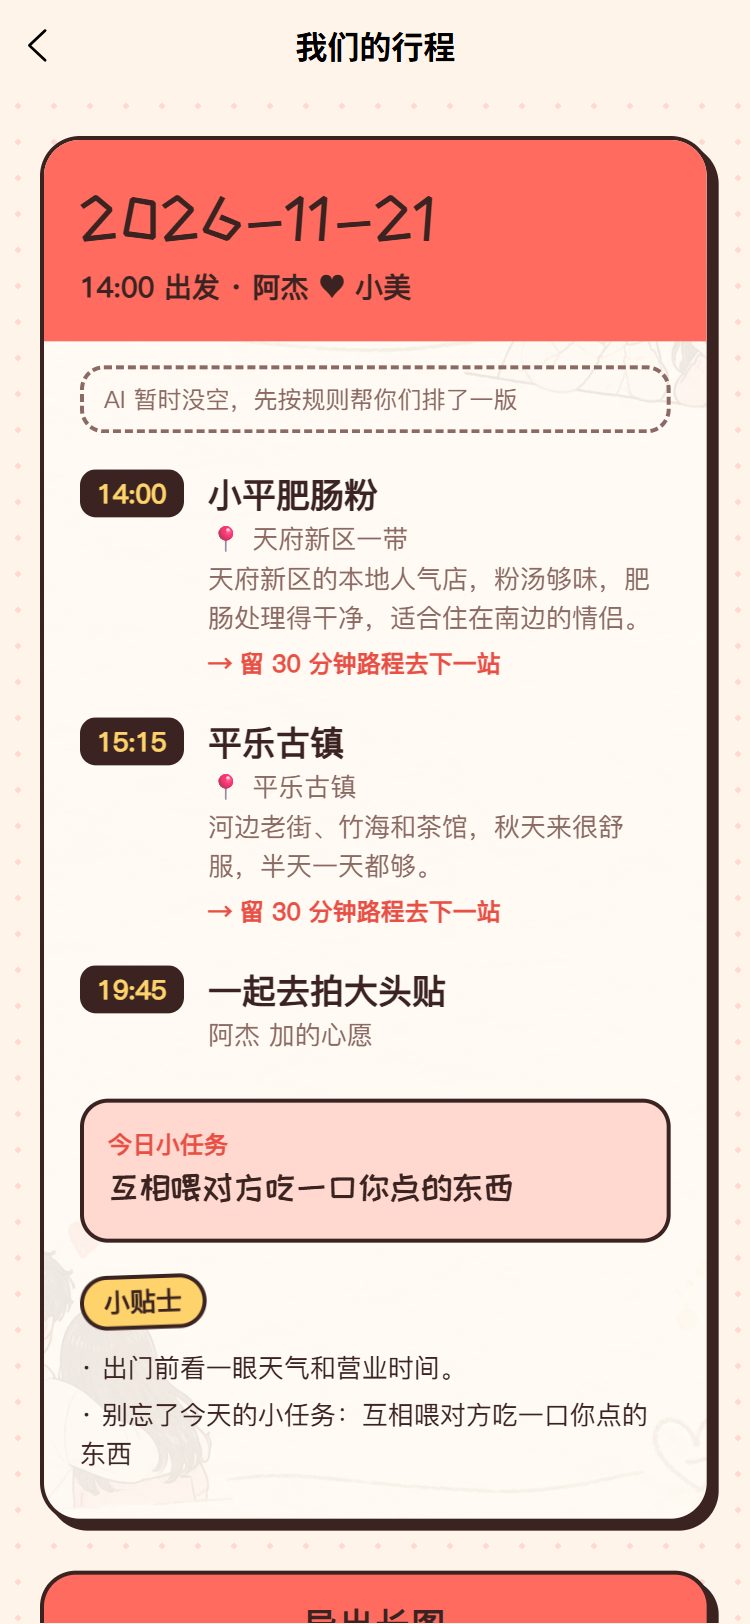 我们的行程
2026-11-21
14:00 出发 · 阿杰 ♥ 小美
AI 暂时没空，先按规则帮你们排了一版
14:00 小平肥肠粉
📍 天府新区一带
天府新区的本地人气店，粉汤够味，肥
肠处理得干净，适合住在南边的情侣。
→ 留 30 分钟路程去下一站
15:15 平乐古镇
📍 平乐古镇
河边老街、竹海和茶馆，秋天来很舒
服，半天一天都够。
→ 留 30 分钟路程去下一站
19:45 一起去拍大头贴
阿杰 加的心愿
今日小任务
互相喂对方吃一口你点的东西
小贴士
· 出门前看一眼天气和营业时间。
· 别忘了今天的小任务：互相喂对方吃一口你点的
东西
导出长图